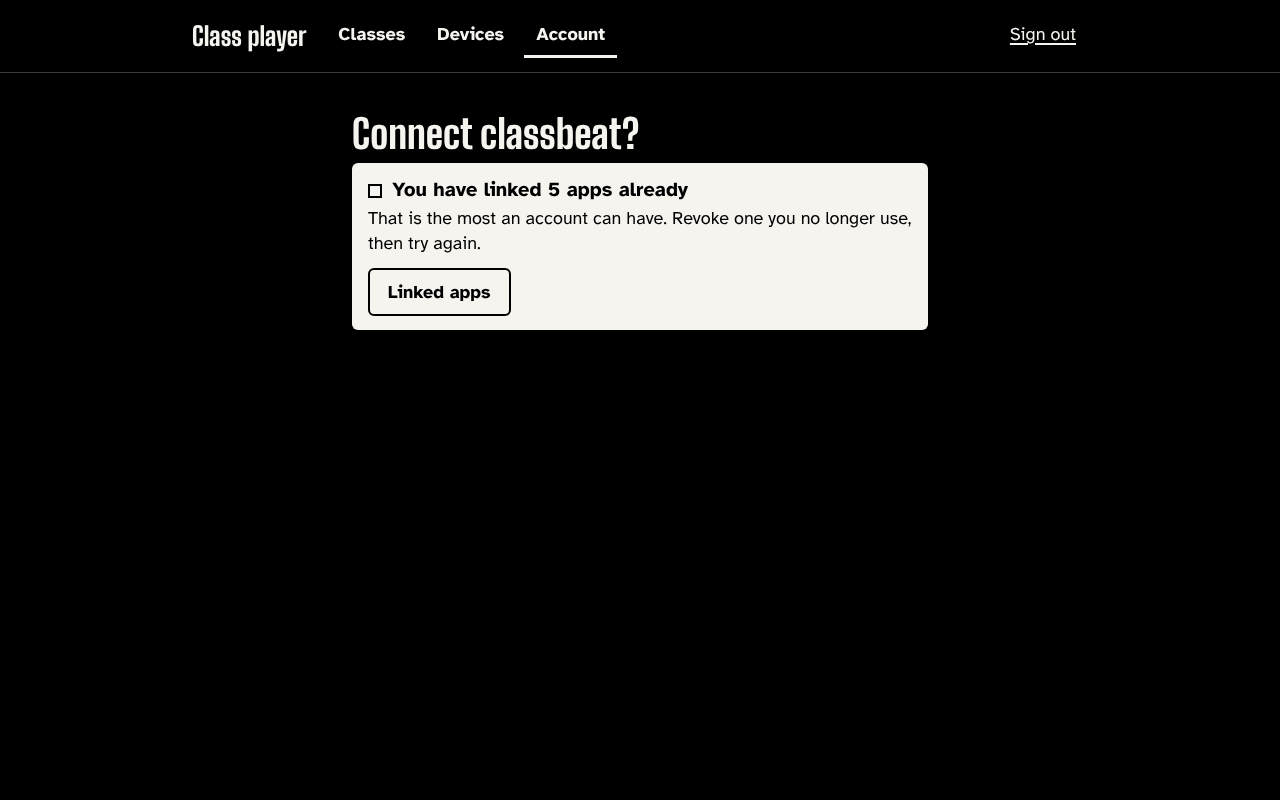 Class player
Classes
Devices
Account
Sign out
Connect classbeat?
You have linked 5 apps already
That is the most an account can have. Revoke one you no longer use,
then try again.
Linked apps